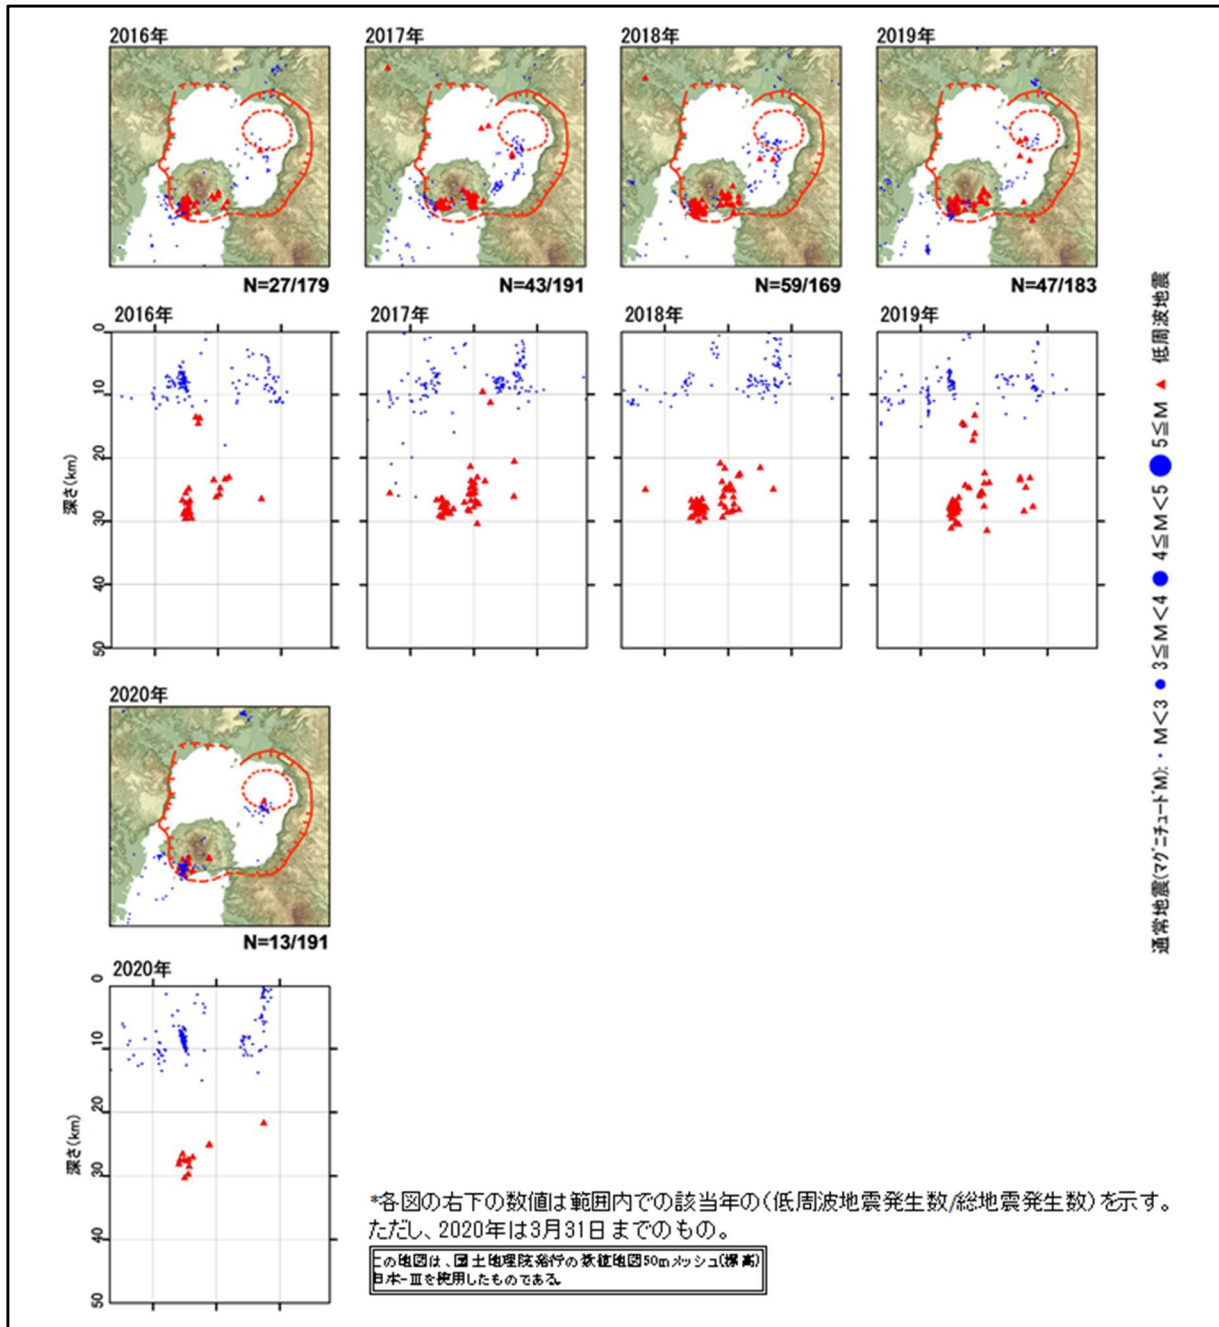 2016年
2017年
2018年
2019年
N=27/179
N=43/191
N=59/169
N=47/183
2016年
2017年
2018年
2019年
0
10
20
30
40
50
深さ(km)
2020年
N=13/191
2020年
0
10
20
30
40
50
深さ(km)
通常地震(マグニチュードM): M<3 3≦M<4 4≦M<5 5≦M 低周波地震
*各図の右下の数値は範囲内での該当年の(低周波地震発生数/総地震発生数)を示す。
ただし、2020年は3月31日までのもの。
この地図は、国土地理院発行の数値地図50mメッシュ(標高)
日本-Ⅲを使用したものである。